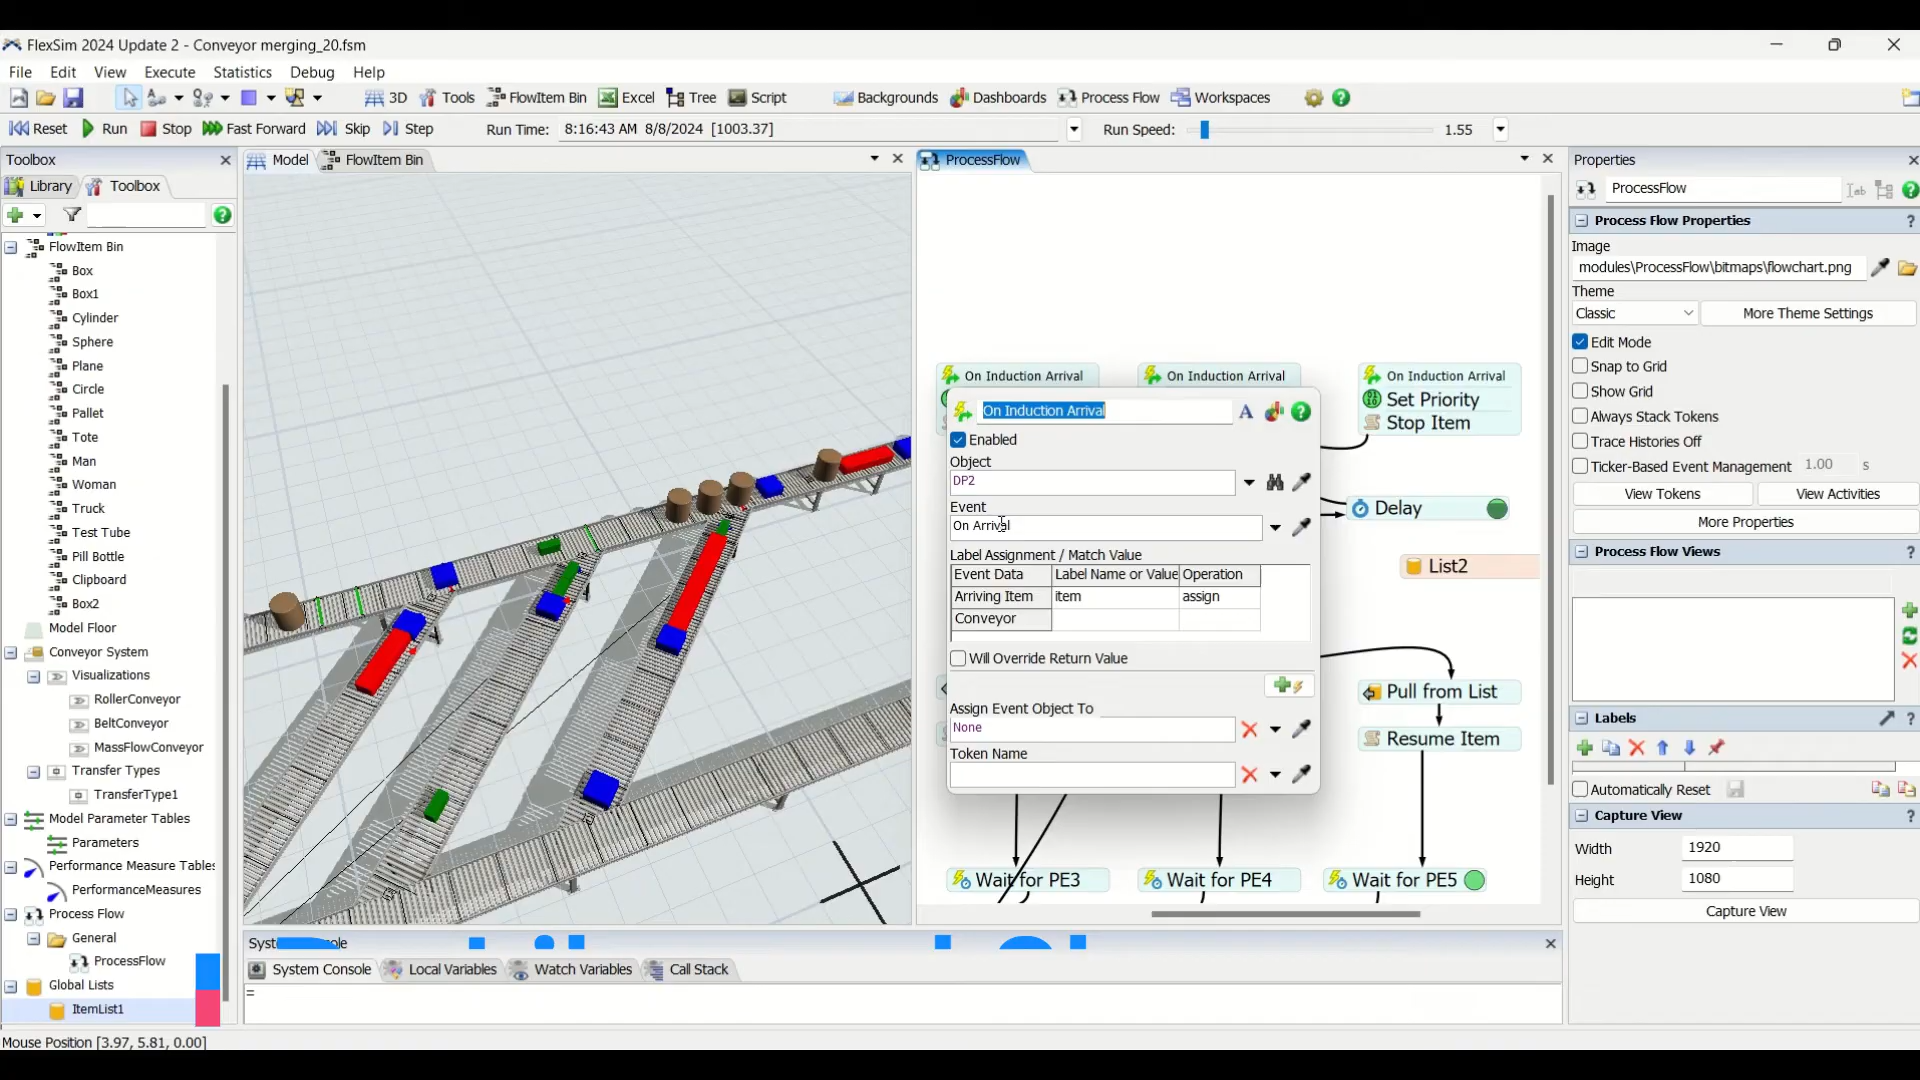 FlexSim 2024 Update 2 - Conveyor merging_20.fsm
File Edit View Execute Statistics Debug Help
3D Tools FlowItem Bin Excel Tree Script Backgrounds Dashboards Process Flow Workspaces
Reset Run Stop Fast Forward Skip Step Run Time: 8:16:43 AM 8/8/2024 [1003.37] Run Speed: 1.55
Toolbox
Library Toolbox
FlowItem Bin
Box
Box1
Cylinder
Sphere
Plane
Circle
Pallet
Tote
Man
Woman
Truck
Test Tube
Pill Bottle
Clipboard
Box2
Model Floor
Conveyor System
Visualizations
RollerConveyor
BeltConveyor
MassFlowConveyor
Transfer Types
TransferType1
Model Parameter Tables
Parameters
Performance Measure Tables
PerformanceMeasures
Process Flow
General
ProcessFlow
Global Lists
ItemList1
Mouse Position [3.97, 5.81, 0.00]
Model FlowItem Bin
ProcessFlow
On Induction Arrival On Induction Arrival On Induction Arrival
Set Priority
Stop Item
On Induction Arrival
Enabled
Object
DP2
Event
On Arrival
Label Assignment / Match Value
Event Data Label Name or Value Operation
Arriving Item item assign
Conveyor
Will Override Return Value
Assign Event Object To
None
Token Name
Delay
List2
Pull from List
Resume Item
Wait for PE3 Wait for PE4 Wait for PE5
System Console Local Variables Watch Variables Call Stack
=
Properties
ProcessFlow
Process Flow Properties ?
Image
modules\ProcessFlow\bitmaps\flowchart.png
Theme
Classic More Theme Settings
Edit Mode
Snap to Grid
Show Grid
Always Stack Tokens
Trace Histories Off
Ticker-Based Event Management 1.00 s
View Tokens View Activities
More Properties
Process Flow Views ?
Labels ?
Automatically Reset
Capture View ?
Width 1920
Height 1080
Capture View